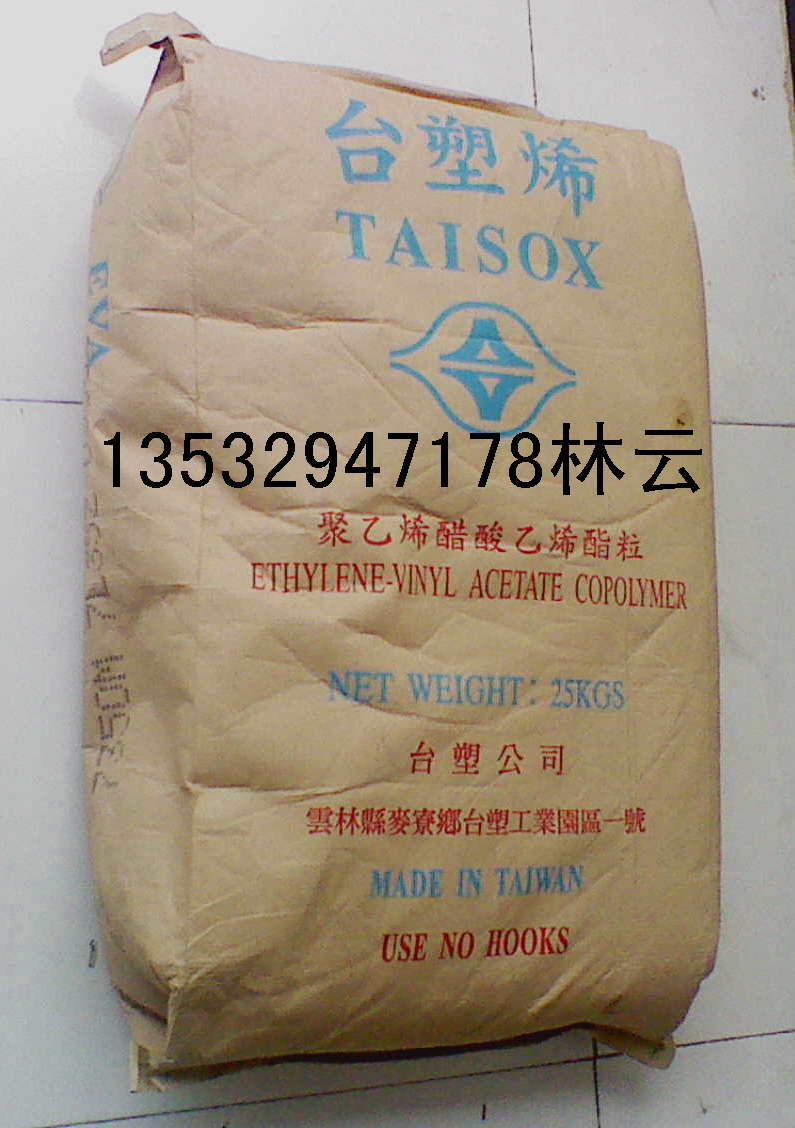 台塑烯
TAISOX
13532947178林云
聚乙烯醋酸乙烯酯粒
ETHYLENE-VINYL ACETATE COPOLYMER
NET WEIGHT: 25KGS
台塑公司
雲林縣麥寮鄉台塑工業園區一號
MADE IN TAIWAN
USE NO HOOKS
EVA